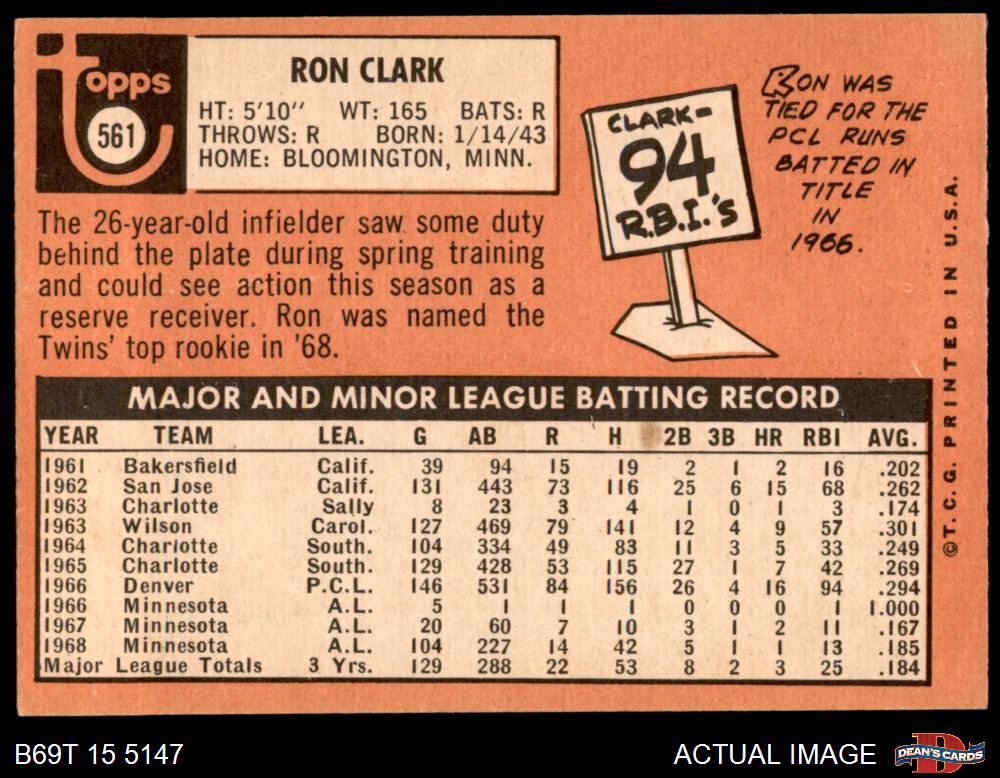 Topps
561
RON CLARK
HT: 5'10" WT: 165 BATS: R
THROWS: R BORN: 1/14/43
HOME: BLOOMINGTON, MINN.
The 26-year-old infielder saw some duty
behind the plate during spring training
and could see action this season as a
reserve receiver. Ron was named the
Twins' top rookie in '68.
CLARK-
94
R.B.I.'S
RON WAS
TIED FOR THE
PCL RUNS
BATTED IN
TITLE
IN
1966.
MAJOR AND MINOR LEAGUE BATTING RECORD
YEAR TEAM LEA. G AB R H 2B 3B HR RBI AVG.
1961 Bakersfield Calif. 39 94 15 19 2 1 2 16 .202
1962 San Jose Calif. 131 443 73 116 25 6 15 68 .262
1963 Charlotte Sally 8 23 3 4 1 0 1 3 .174
1963 Wilson Carol. 127 469 79 141 12 4 9 57 .301
1964 Charlotte South. 104 334 49 83 11 3 5 33 .249
1965 Charlotte South. 129 428 53 115 27 1 7 42 .269
1966 Denver P.C.L. 146 531 84 156 26 4 16 94 .294
1966 Minnesota A.L. 5 1 1 1 0 0 0 1 1.000
1967 Minnesota A.L. 20 60 7 10 3 1 2 11 .167
1968 Minnesota A.L. 104 227 14 42 5 1 1 13 .185
Major League Totals 3 Yrs. 129 288 22 53 8 2 3 25 .184
©T. C. G. PRINTED IN U.S.A.
B69T 15 5147
ACTUAL IMAGE
DEAN'S CARDS